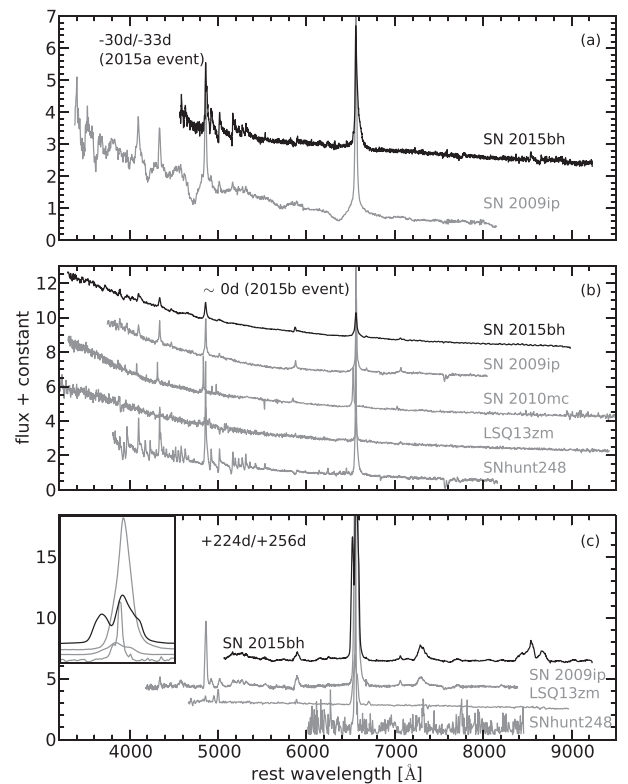 7
6
5
4
3
2
1
0
-30d/-33d
(2015a event)
(a)
SN 2015bh
SN 2009ip
12
10
8
6
4
2
0
flux + constant
∼ 0d (2015b event)
(b)
SN 2015bh
SN 2009ip
SN 2010mc
LSQ13zm
SNhunt248
15
10
5
0
+224d/+256d
(c)
SN 2015bh
SN 2009ip
LSQ13zm
SNhunt248
4000 5000 6000 7000 8000 9000
rest wavelength [Å]